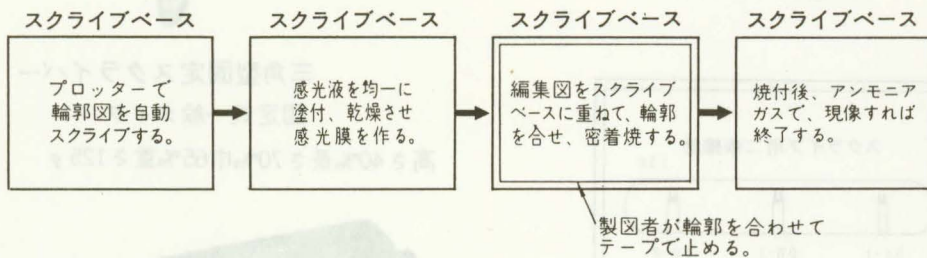 スクライブベース
プロッターで
輪郭図を自動
スクライブする。
スクライブベース
感光液を均一に
塗付、乾燥させ
感光膜を作る。
スクライブベース
編集図をスクライブ
ベースに重ねて、輪郭
を合せ、密着焼する。
スクライブベース
焼付後、アンモニア
ガスで、現像すれば
終了する。
製図者が輪郭を合わせて
テープで止める。